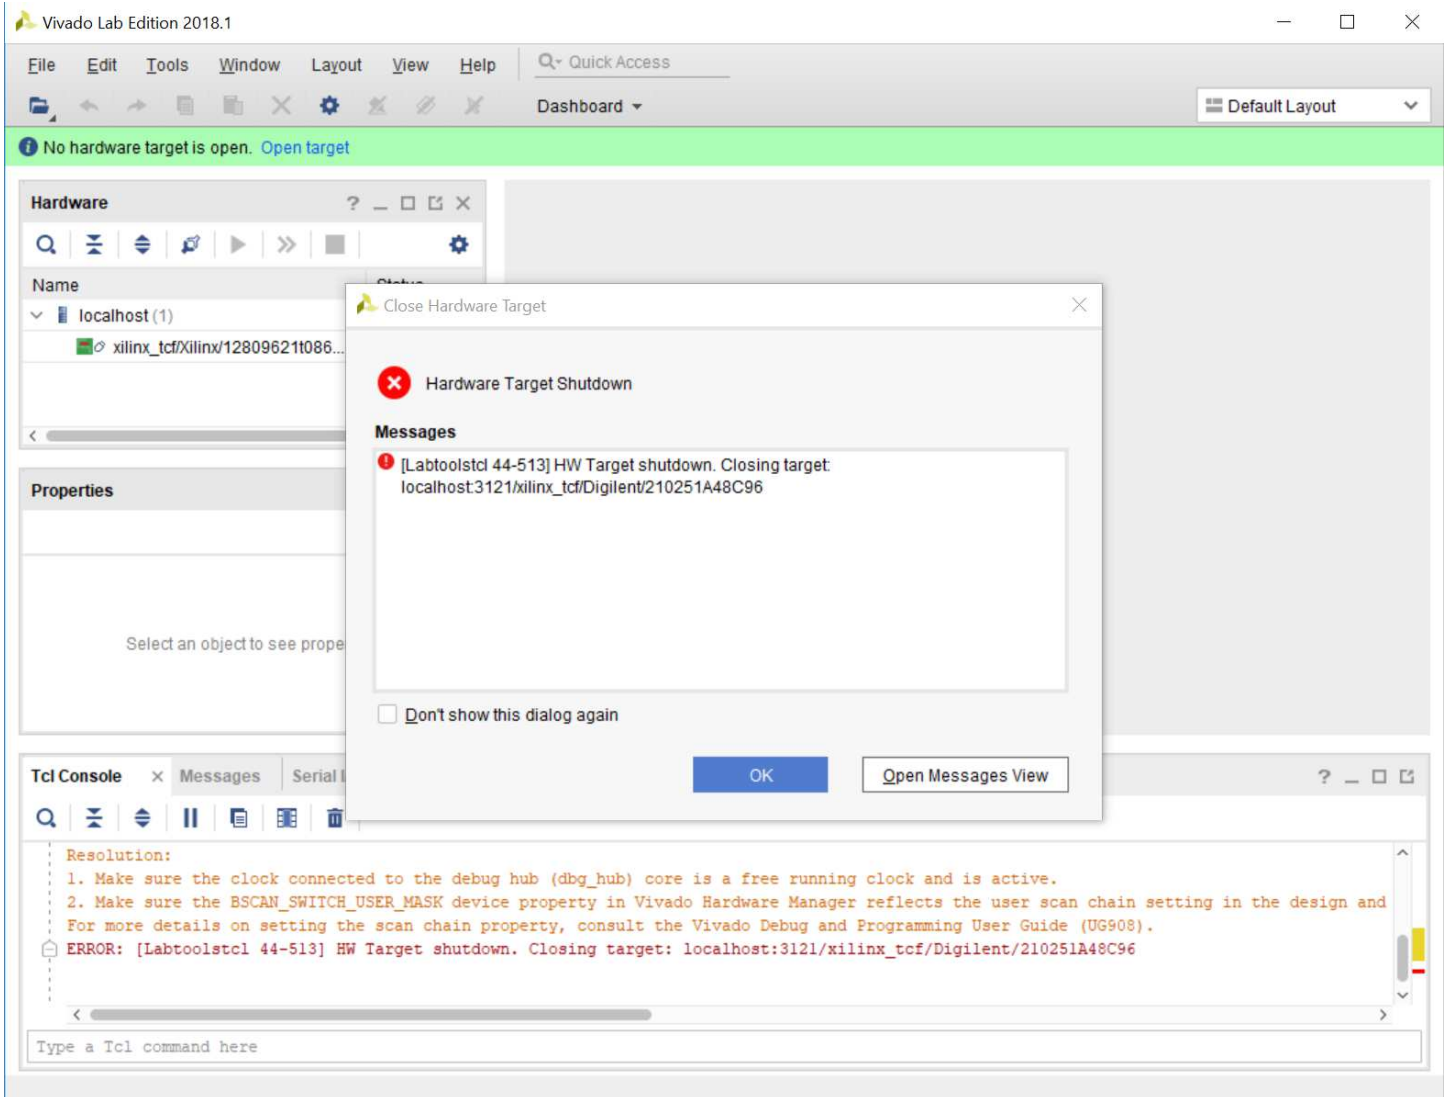 Vivado Lab Edition 2018.1
File Edit Tools Window Layout View Help Quick Access
Dashboard Default Layout
No hardware target is open. Open target
Hardware
Name
localhost (1)
xilinx_tcf/Xilinx/12809621t086...
Close Hardware Target
Hardware Target Shutdown
Messages
[Labtoolstcl 44-513] HW Target shutdown. Closing target:
localhost:3121/xilinx_tcf/Digilent/210251A48C96
Properties
Select an object to see prope
Don't show this dialog again
OK Open Messages View
Tcl Console Messages Serial
Resolution:
1. Make sure the clock connected to the debug hub (dbg_hub) core is a free running clock and is active.
2. Make sure the BSCAN_SWITCH_USER_MASK device property in Vivado Hardware Manager reflects the user scan chain setting in the design and
For more details on setting the scan chain property, consult the Vivado Debug and Programming User Guide (UG908).
ERROR: [Labtoolstcl 44-513] HW Target shutdown. Closing target: localhost:3121/xilinx_tcf/Digilent/210251A48C96
Type a Tcl command here